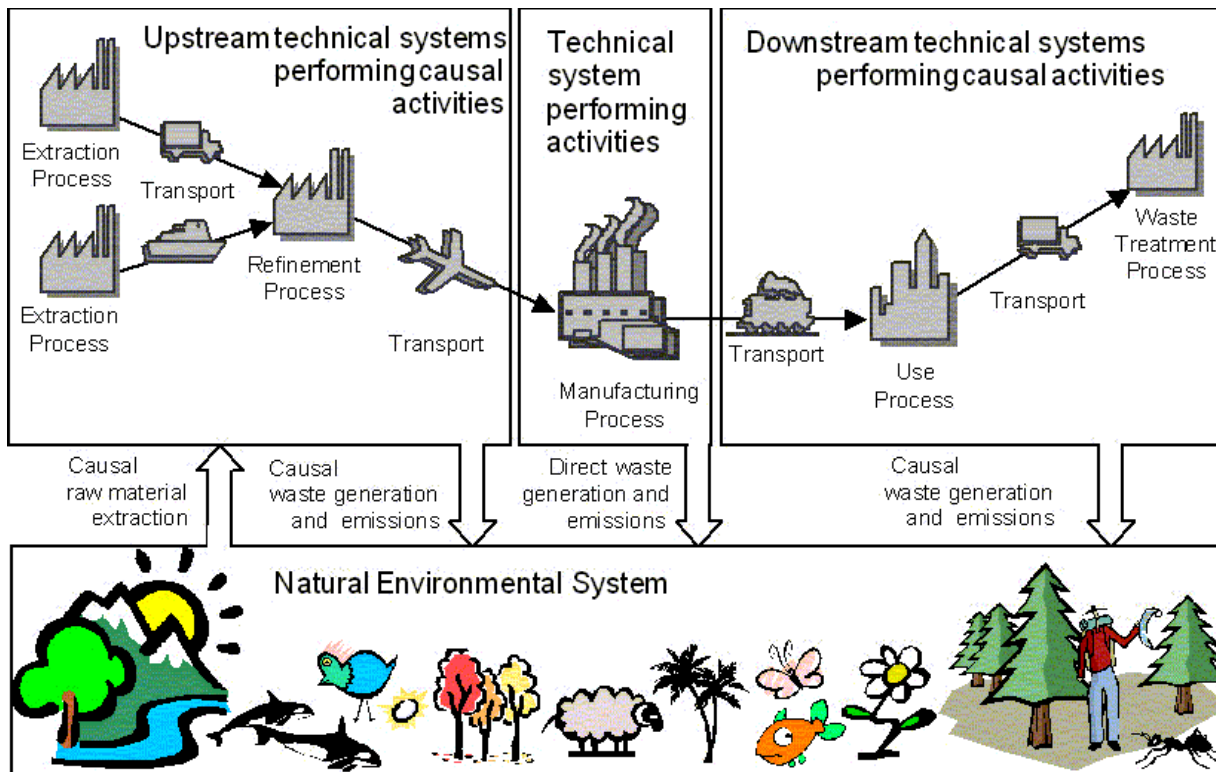 Upstream technical systems
performing causal
activities
Extraction
Process
Transport
Extraction
Process
Refinement
Process
Transport
Technical
system
performing
activities
Manufacturing
Process
Downstream technical systems
performing causal activities
Transport
Use
Process
Transport
Waste
Treatment
Process
Causal
raw material
extraction
Causal
waste generation
and emissions
Direct waste
generation and
emissions
Causal
waste generation
and emissions
Natural Environmental System